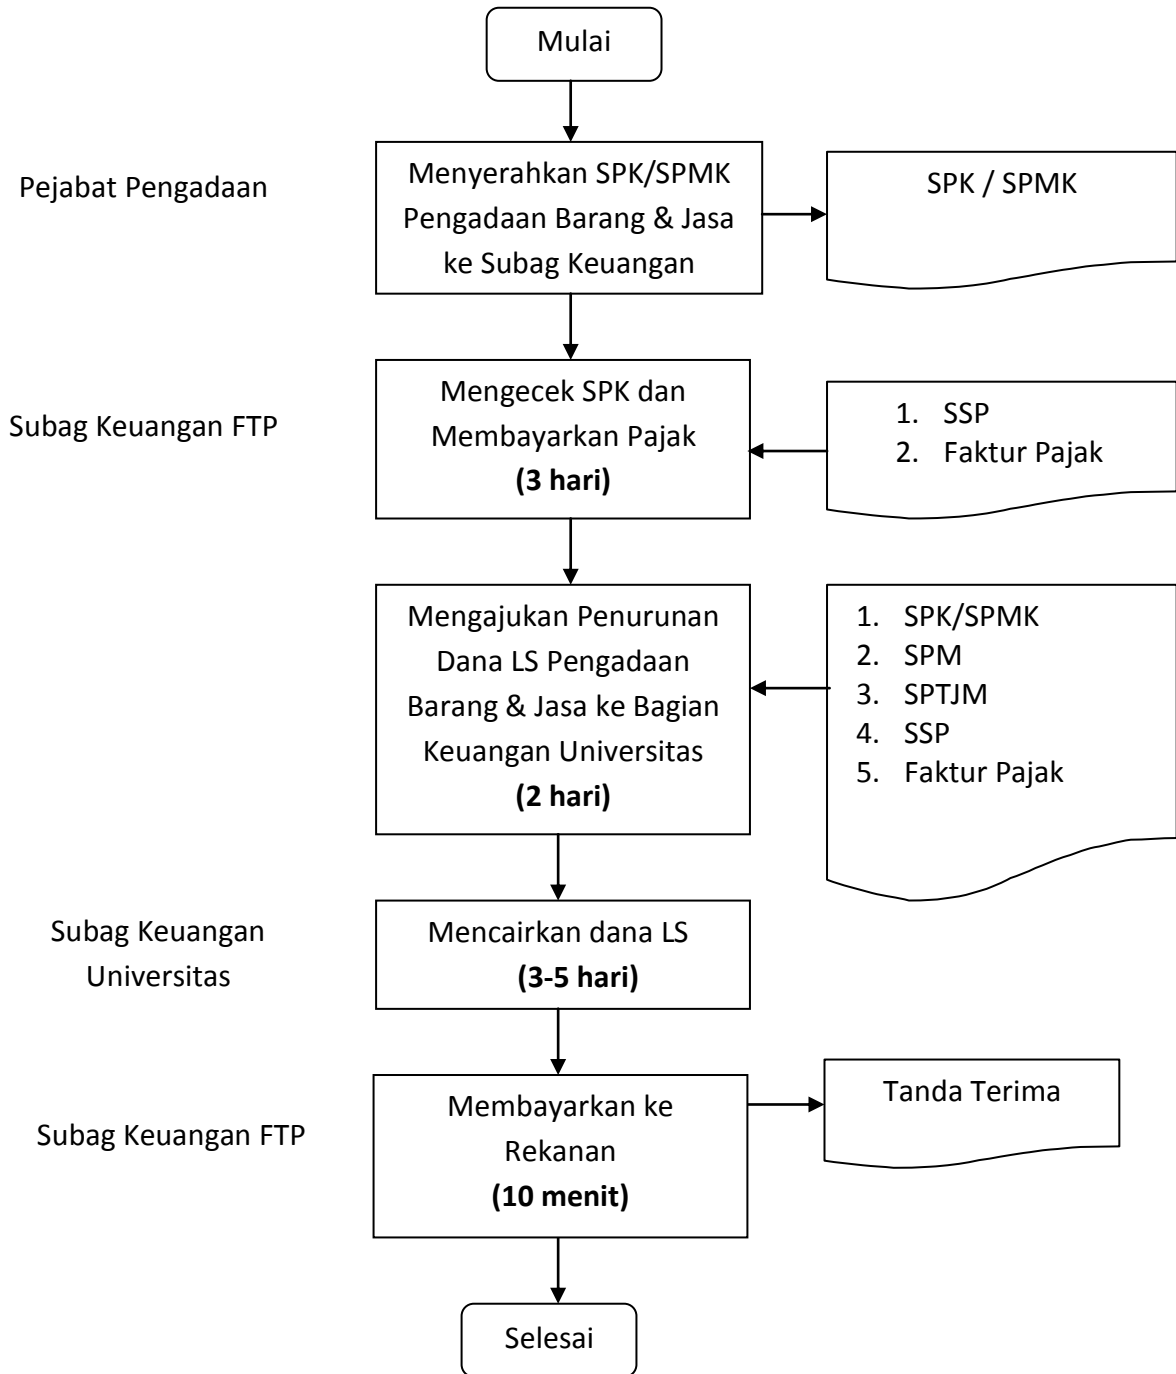 Mulai
Pejabat Pengadaan
Menyerahkan SPK/SPMK
Pengadaan Barang & Jasa
ke Subag Keuangan
SPK / SPMK
Subag Keuangan FTP
Mengecek SPK dan
Membayarkan Pajak
(3 hari)
1. SSP
2. Faktur Pajak
Mengajukan Penurunan
Dana LS Pengadaan
Barang & Jasa ke Bagian
Keuangan Universitas
(2 hari)
1. SPK/SPMK
2. SPM
3. SPTJM
4. SSP
5. Faktur Pajak
Subag Keuangan
Universitas
Mencairkan dana LS
(3-5 hari)
Subag Keuangan FTP
Membayarkan ke
Rekanan
(10 menit)
Tanda Terima
Selesai